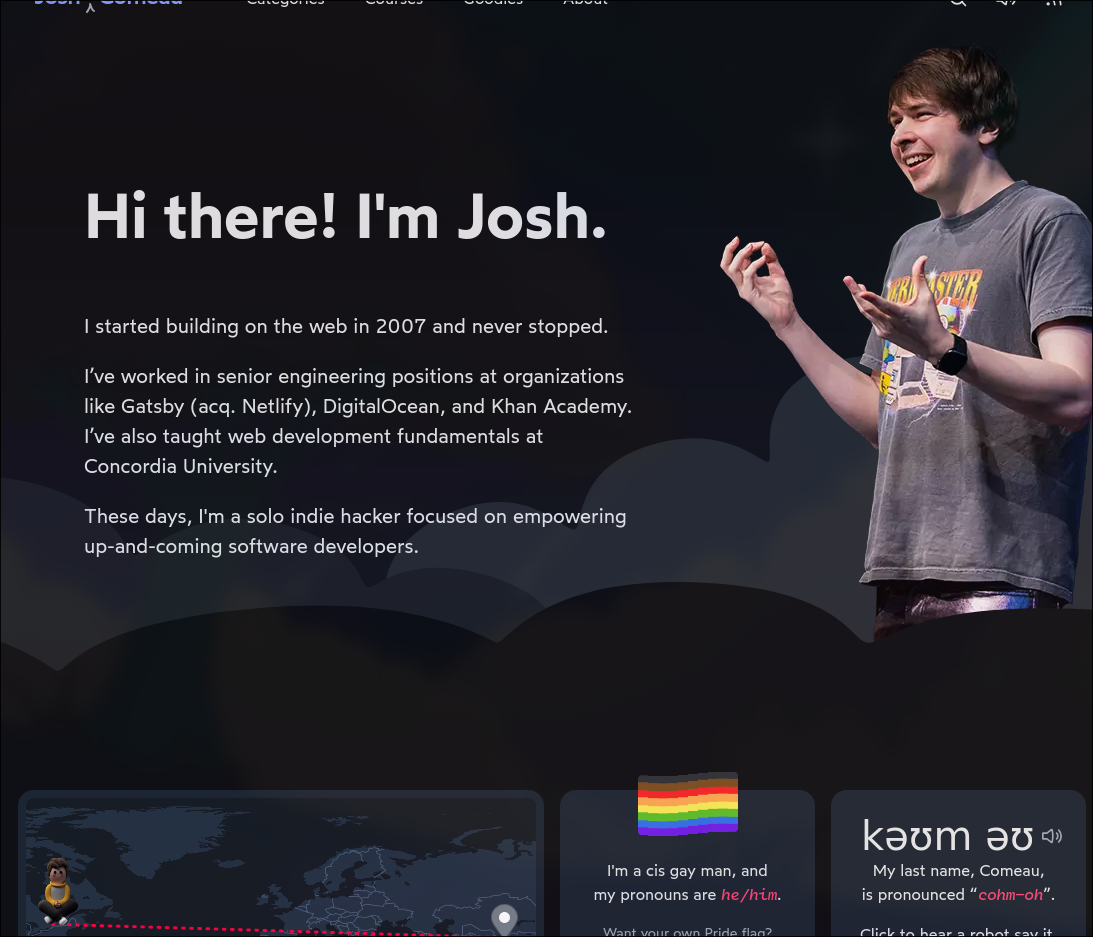 Josh Comeau
Categories Courses Goodies About
Hi there! I'm Josh.
I started building on the web in 2007 and never stopped.
I’ve worked in senior engineering positions at organizations
like Gatsby (acq. Netlify), DigitalOcean, and Khan Academy.
I’ve also taught web development fundamentals at
Concordia University.
These days, I'm a solo indie hacker focused on empowering
up-and-coming software developers.
I'm a cis gay man, and
my pronouns are he/him.
Want your own Pride flag?
kəʊm əʊ
My last name, Comeau,
is pronounced “cohm-oh”.
Click to hear a robot say it